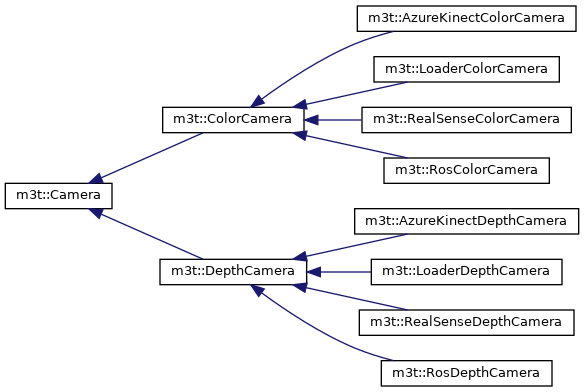 m3t::AzureKinectColorCamera
m3t::LoaderColorCamera
m3t::ColorCamera
m3t::RealSenseColorCamera
m3t::RosColorCamera
m3t::Camera
m3t::AzureKinectDepthCamera
m3t::DepthCamera
m3t::LoaderDepthCamera
m3t::RealSenseDepthCamera
m3t::RosDepthCamera